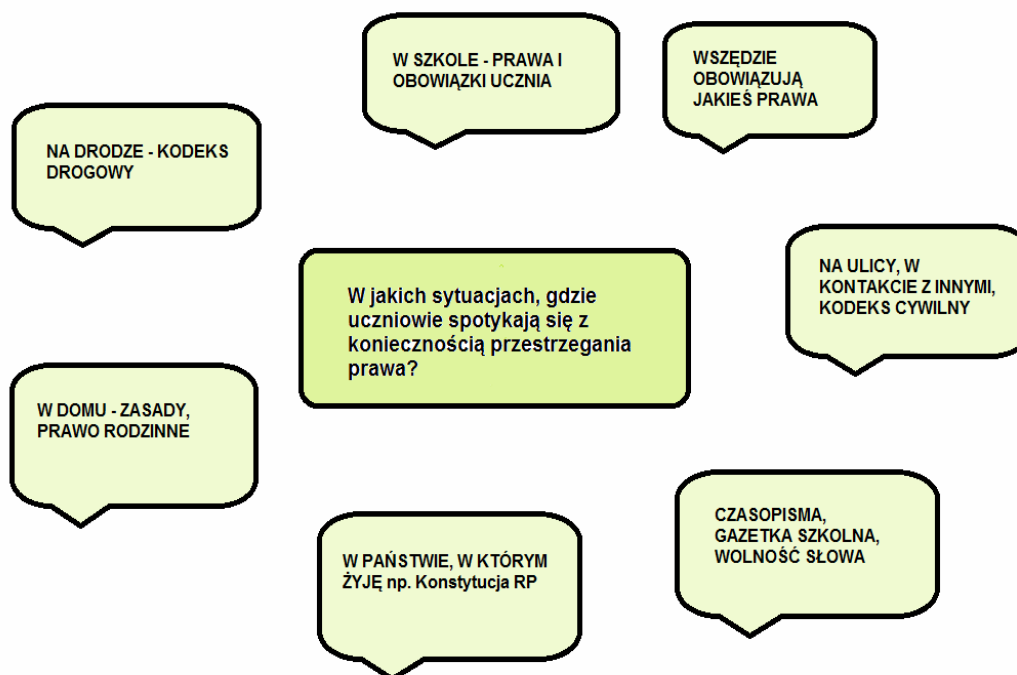 W SZKOLE - PRAWA I
OBOWIĄZKI UCZNIA
WSZĘDZIE
OBOWIĄZUJĄ
JAKIEŚ PRAWA
NA DRODZE - KODEKS
DROGOWY
NA ULICY, W
KONTAKCIE Z INNYMI,
KODEKS CYWILNY
W jakich sytuacjach, gdzie
uczniowie spotykają się z
koniecznością przestrzegania
prawa?
W DOMU - ZASADY,
PRAWO RODZINNE
CZASOPISMA,
GAZETKA SZKOLNA,
WOLNOŚĆ SŁOWA
W PAŃSTWIE, W KTÓRYM
ŻYJĘ np. Konstytucja RP